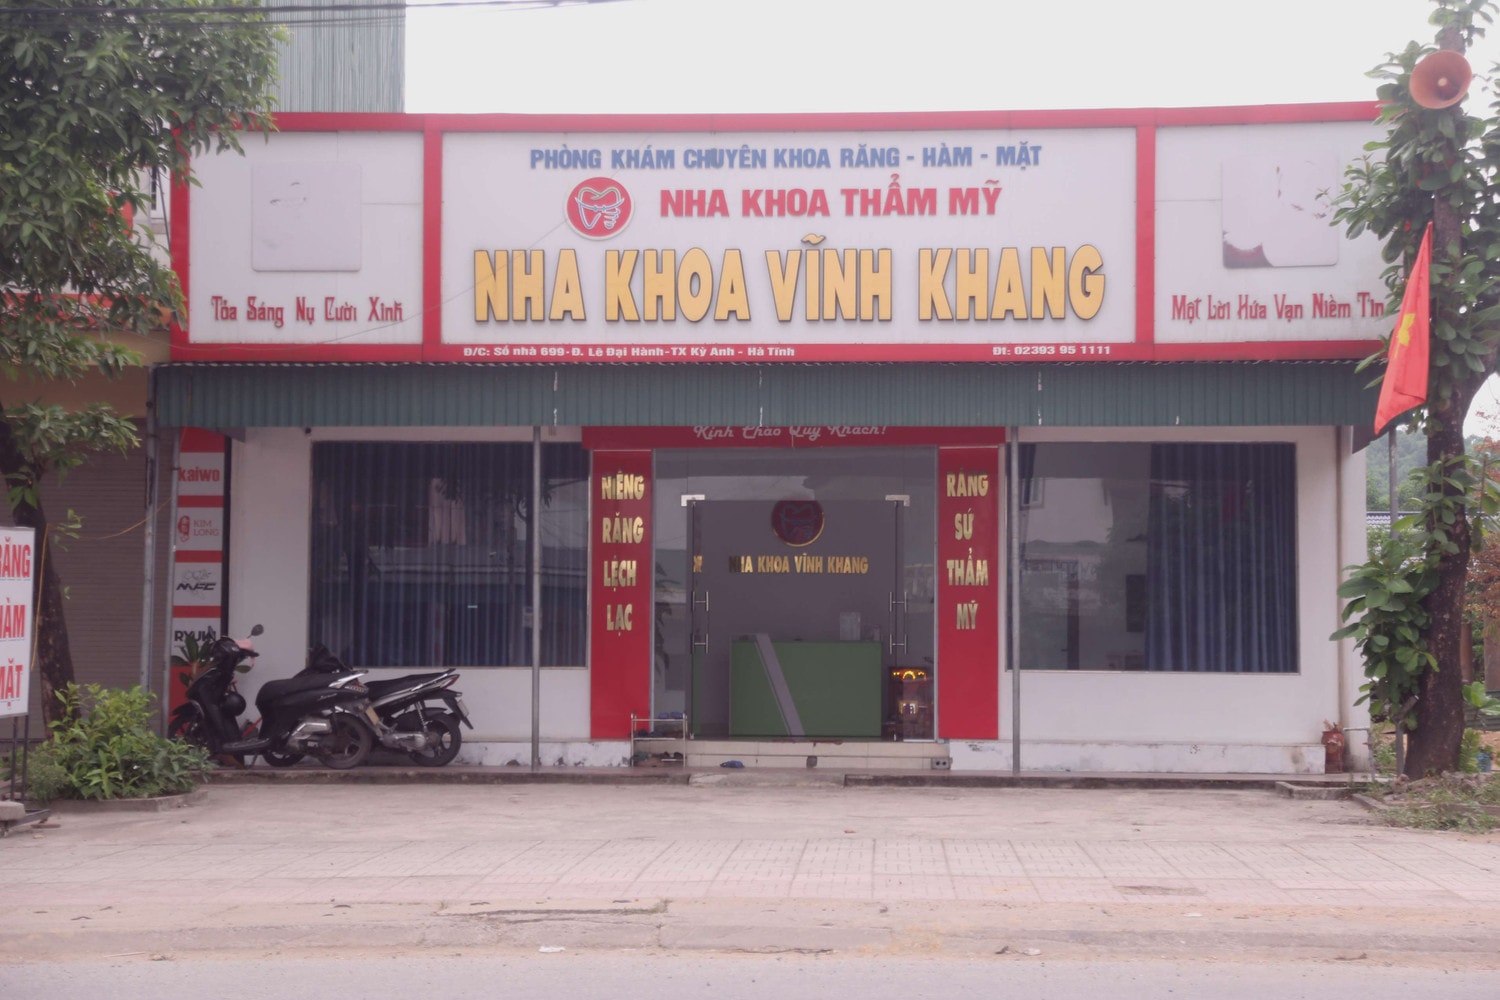 PHÒNG KHÁM CHUYÊN KHOA RĂNG - HÀM - MẶT
NHA KHOA THẨM MỸ
NHA KHOA VĨNH KHANG
Tỏa Sáng Nụ Cười Xinh
Một Lời Hứa Vạn Niềm Tin
Đ/C: Số nhà 699 - Đ. Lê Đại Hành - TX Kỳ Anh - Hà Tĩnh
Đt: 02393 95 1111
Kính Chào Quý Khách!
kaiwo
KIM
LONG
MFC
RYUKI
NIỀNG
RĂNG
LỆCH
LẠC
NHA KHOA VĨNH KHANG
RĂNG
SỨ
THẨM
MỸ
RĂNG
HÀM
MẶT